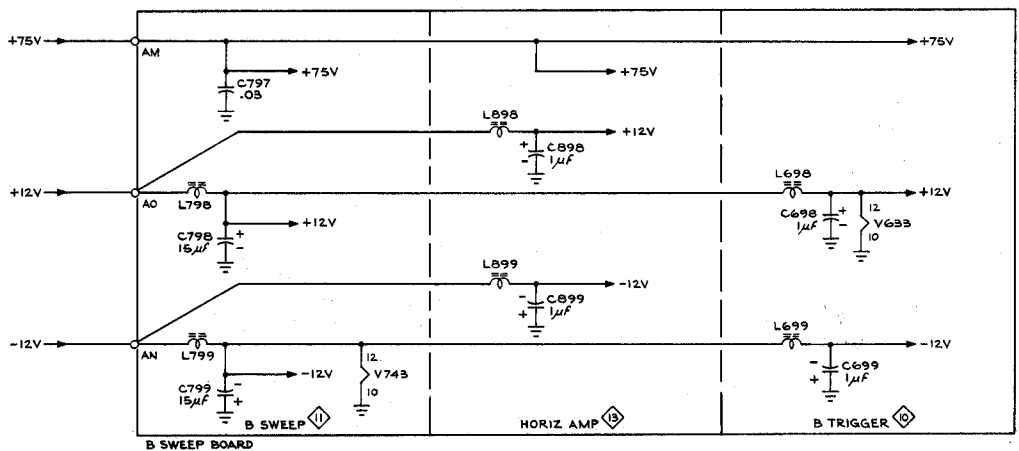 +75V
AM
+75V
+75V
+75V
C797
.03
L898
+12V
+
-
C898
1µF
+12V
AO
L798
L698
+12V
+12V
C798
15µF
+
-
C698
1µF
+
-
12
V633
10
L899
-12V
-
+
C899
1µF
-12V
AN
L799
L699
-12V
-12V
C799
15µF
-
+
12
V743
10
-
+
C699
1µF
B SWEEP 11
HORIZ AMP 13
B TRIGGER 10
B SWEEP BOARD